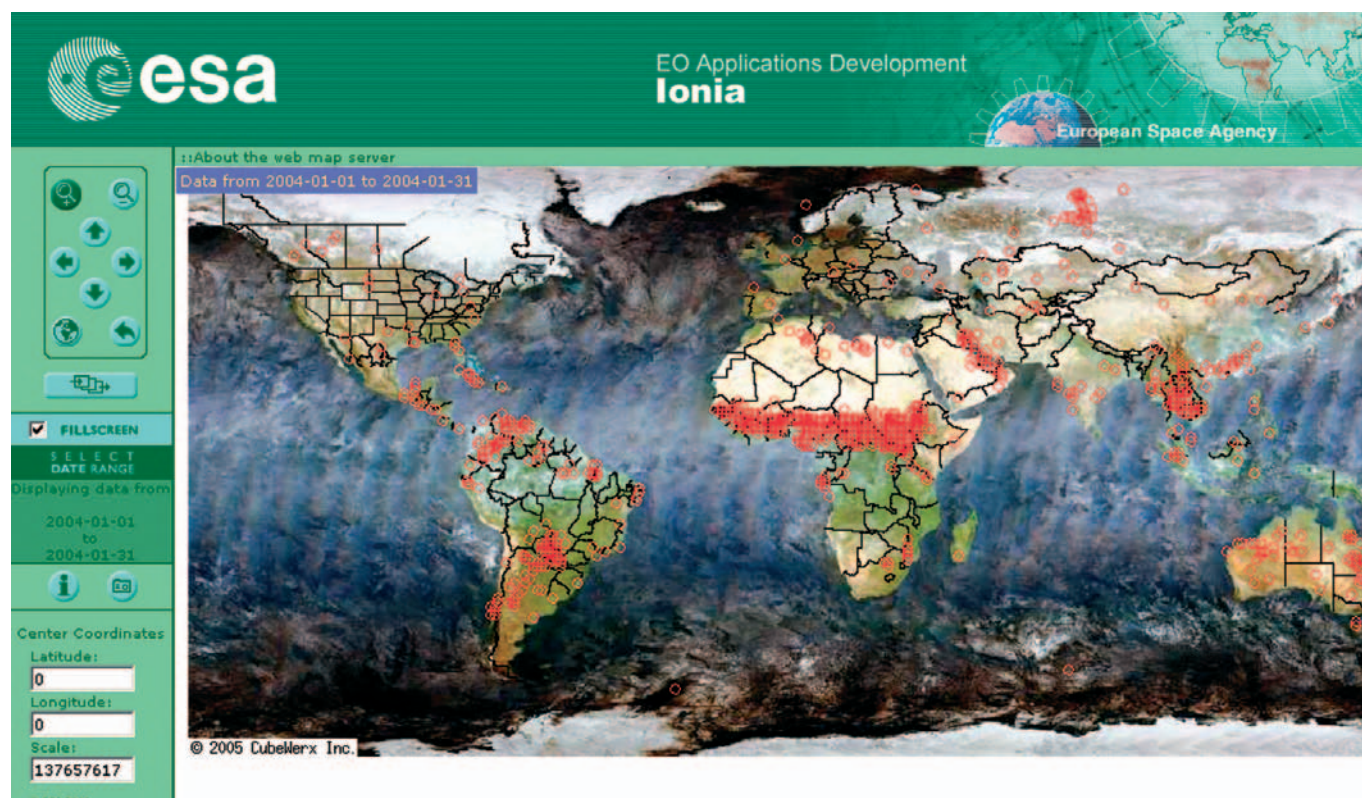 esa
EO Applications Development
Ionia
European Space Agency
::About the web map server
Data from 2004-01-01 to 2004-01-31
FILLSCREEN
SELECT
DATE RANGE
Displaying data from
2004-01-01
to
2004-01-31
i
Center Coordinates
Latitude:
0
Longitude:
0
Scale:
137657617
© 2005 CubeWerx Inc.